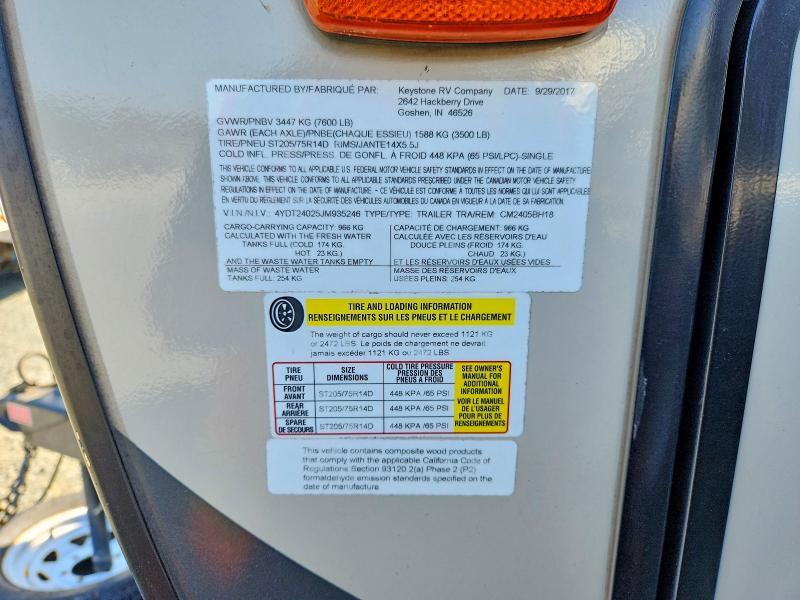 MANUFACTURED BY/FABRIQUÉ PAR: Keystone RV Company DATE: 9/29/2017
2642 Hackberry Drive
Goshen, IN 46526
GVWR/PNBV 3447 KG (7600 LB)
GAWR (EACH AXLE)/PNBE(CHAQUE ESSIEU) 1588 KG (3500 LB)
TIRE/PNEU ST205/75R14D RIMS/JANTE14X5.5J
COLD INFL. PRESS/PRESS. DE GONFL. À FROID 448 KPA (65 PSI/LPC)-SINGLE
THIS VEHICLE CONFORMS TO ALL APPLICABLE U.S. FEDERAL MOTOR VEHICLE SAFETY STANDARDS IN EFFECT ON THE DATE OF MANUFACTURE
SHOWN ABOVE. THIS VEHICLE CONFORMS TO ALL APPLICABLE STANDARDS PRESCRIBED UNDER THE CANADIAN MOTOR VEHICLE SAFETY
REGULATIONS IN EFFECT ON THE DATE OF MANUFACTURE - CE VÉHICULE EST CONFORME À TOUTES LES NORMES QUI LUI SONT APPLICABLES
EN VERTU DU RÈGLEMENT SUR LA SÉCURITÉ DES VÉHICULES AUTOMOBILES DU CANADA EN VIGUEUR À LA DATE DE SA FABRICATION.
V.I.N./N.I.V.: 4YDT24025JM935246 TYPE/TYPE: TRAILER TRA/REM: CM2405BH18
CARGO-CARRYING CAPACITY: 966 KG
CALCULATED WITH THE FRESH WATER
TANKS FULL (COLD 174 KG.
HOT 23 KG.)
AND THE WASTE WATER TANKS EMPTY
MASS OF WASTE WATER
TANKS FULL: 254 KG.
CAPACITÉ DE CHARGEMENT: 966 KG
CALCULÉE AVEC LES RÉSERVOIRS D'EAU
DOUCE PLEINS (FROID 174 KG.
CHAUD 23 KG.)
ET LES RÉSERVOIRS D'EAU USÉES VIDES
MASSE DES RÉSERVOIRS D'EAUX
USÉES PLEINS: 254 KG.
TIRE AND LOADING INFORMATION
RENSEIGNEMENTS SUR LES PNEUS ET LE CHARGEMENT
The weight of cargo should never exceed 1121 KG
or 2472 LBS. Le poids de chargement ne devrait
jamais excéder 1121 KG ou 2472 LBS.
TIRE
PNEU
SIZE
DIMENSIONS
COLD TIRE PRESSURE
PRESSION DES
PNEUS A FROID
FRONT
AVANT
ST205/75R14D
448 KPA /65 PSI
REAR
ARRIÈRE
ST205/75R14D
448 KPA /65 PSI
SPARE
DE SECOURS
ST205/75R14D
448 KPA /65 PSI
SEE OWNER'S
MANUAL FOR
ADDITIONAL
INFORMATION
VOIR LE MANUEL
DE L'USAGER
POUR PLUS DE
RENSEIGNEMENTS
This vehicle contains composite wood products
that comply with the applicable California Code of
Regulations Section 93120.2(a) Phase 2 (P2)
formaldehyde emission standards specified on the
date of manufacture.